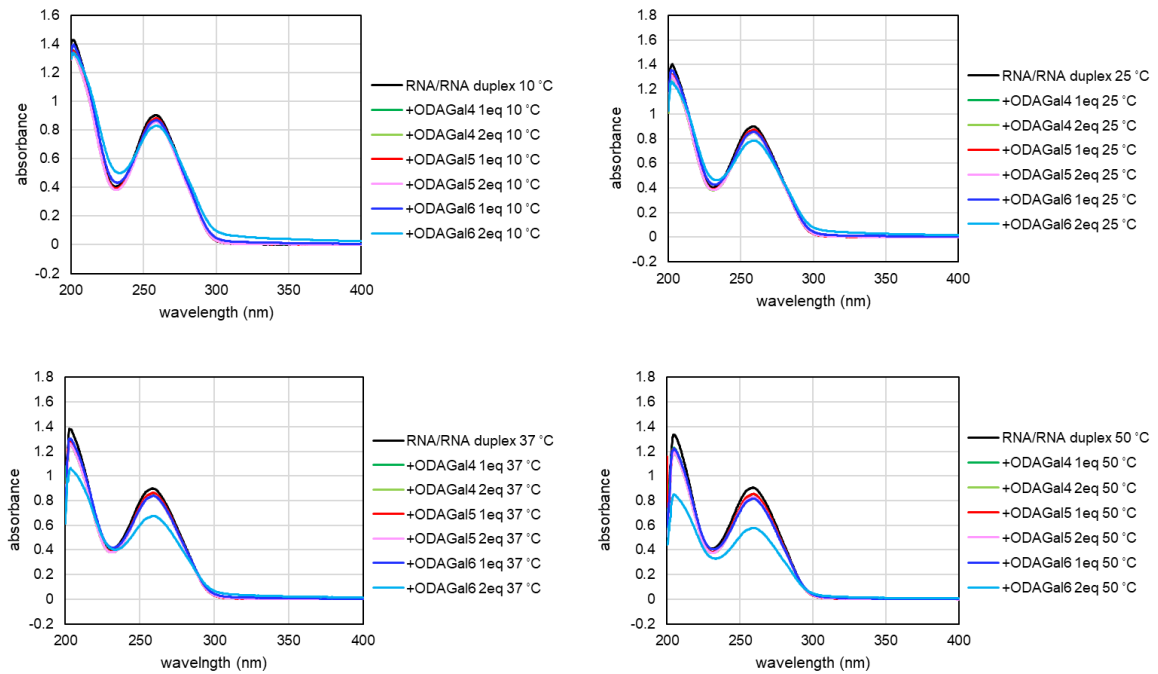 1.6
1.4
1.2
1
0.8
0.6
0.4
0.2
0
-0.2
absorbance
200
250
300
350
400
wavelength (nm)
RNA/RNA duplex 10 °C
+ODAGal4 1eq 10 °C
+ODAGal4 2eq 10 °C
+ODAGal5 1eq 10 °C
+ODAGal5 2eq 10 °C
+ODAGal6 1eq 10 °C
+ODAGal6 2eq 10 °C
1.8
1.6
1.4
1.2
1
0.8
0.6
0.4
0.2
0
-0.2
absorbance
200
250
300
350
400
wavelength (nm)
RNA/RNA duplex 25 °C
+ODAGal4 1eq 25 °C
+ODAGal4 2eq 25 °C
+ODAGal5 1eq 25 °C
+ODAGal5 2eq 25 °C
+ODAGal6 1eq 25 °C
+ODAGal6 2eq 25 °C
1.8
1.6
1.4
1.2
1
0.8
0.6
0.4
0.2
0
-0.2
absorbance
200
250
300
350
400
wavelnegth (nm)
RNA/RNA duplex 37 °C
+ODAGal4 1eq 37 °C
+ODAGal4 2eq 37 °C
+ODAGal5 1eq 37 °C
+ODAGal5 2eq 37 °C
+ODAGal6 1eq 37 °C
+ODAGal6 2eq 37 °C
1.8
1.6
1.4
1.2
1
0.8
0.6
0.4
0.2
0
-0.2
absorbance
200
250
300
350
400
wavelength (nm)
RNA/RNA duplex 50 °C
+ODAGal4 1eq 50 °C
+ODAGal4 2eq 50 °C
+ODAGal5 1eq 50 °C
+ODAGal5 2eq 50 °C
+ODAGal6 1eq 50 °C
+ODAGal6 2eq 50 °C